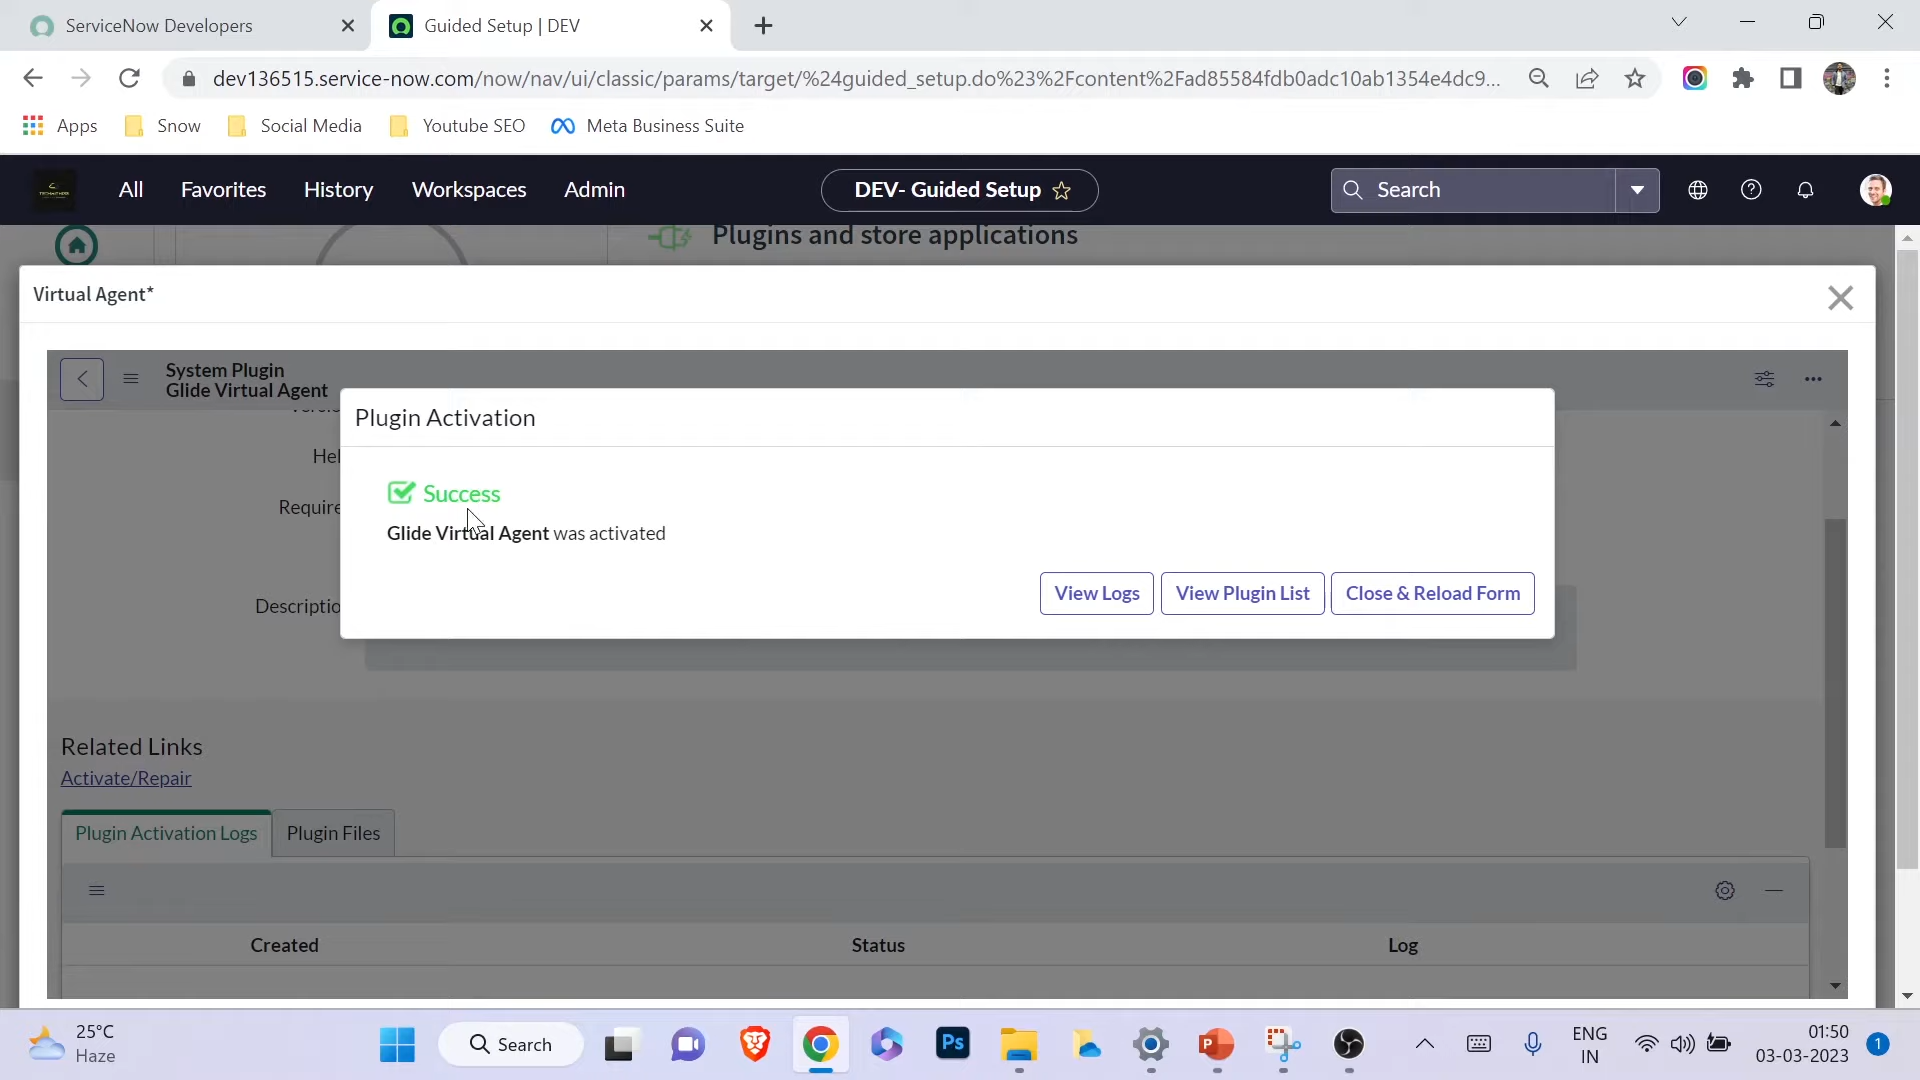 ServiceNow Developers
Guided Setup | DEV
dev136515.service-now.com/now/nav/ui/classic/params/target/%24guided_setup.do%23%2Fcontent%2Fad85584fdb0adc10ab1354e4dc9...
Apps
Snow
Social Media
Youtube SEO
Meta Business Suite
All
Favorites
History
Workspaces
Admin
DEV- Guided Setup
Search
Plugins and store applications
Virtual Agent*
System Plugin
Glide Virtual Agent
Plugin Activation
Success
Glide Virtual Agent was activated
View Logs
View Plugin List
Close & Reload Form
Related Links
Activate/Repair
Plugin Activation Logs
Plugin Files
Created
Status
Log
25°C
Haze
Search
Ps
ENG
IN
01:50
03-03-2023
1